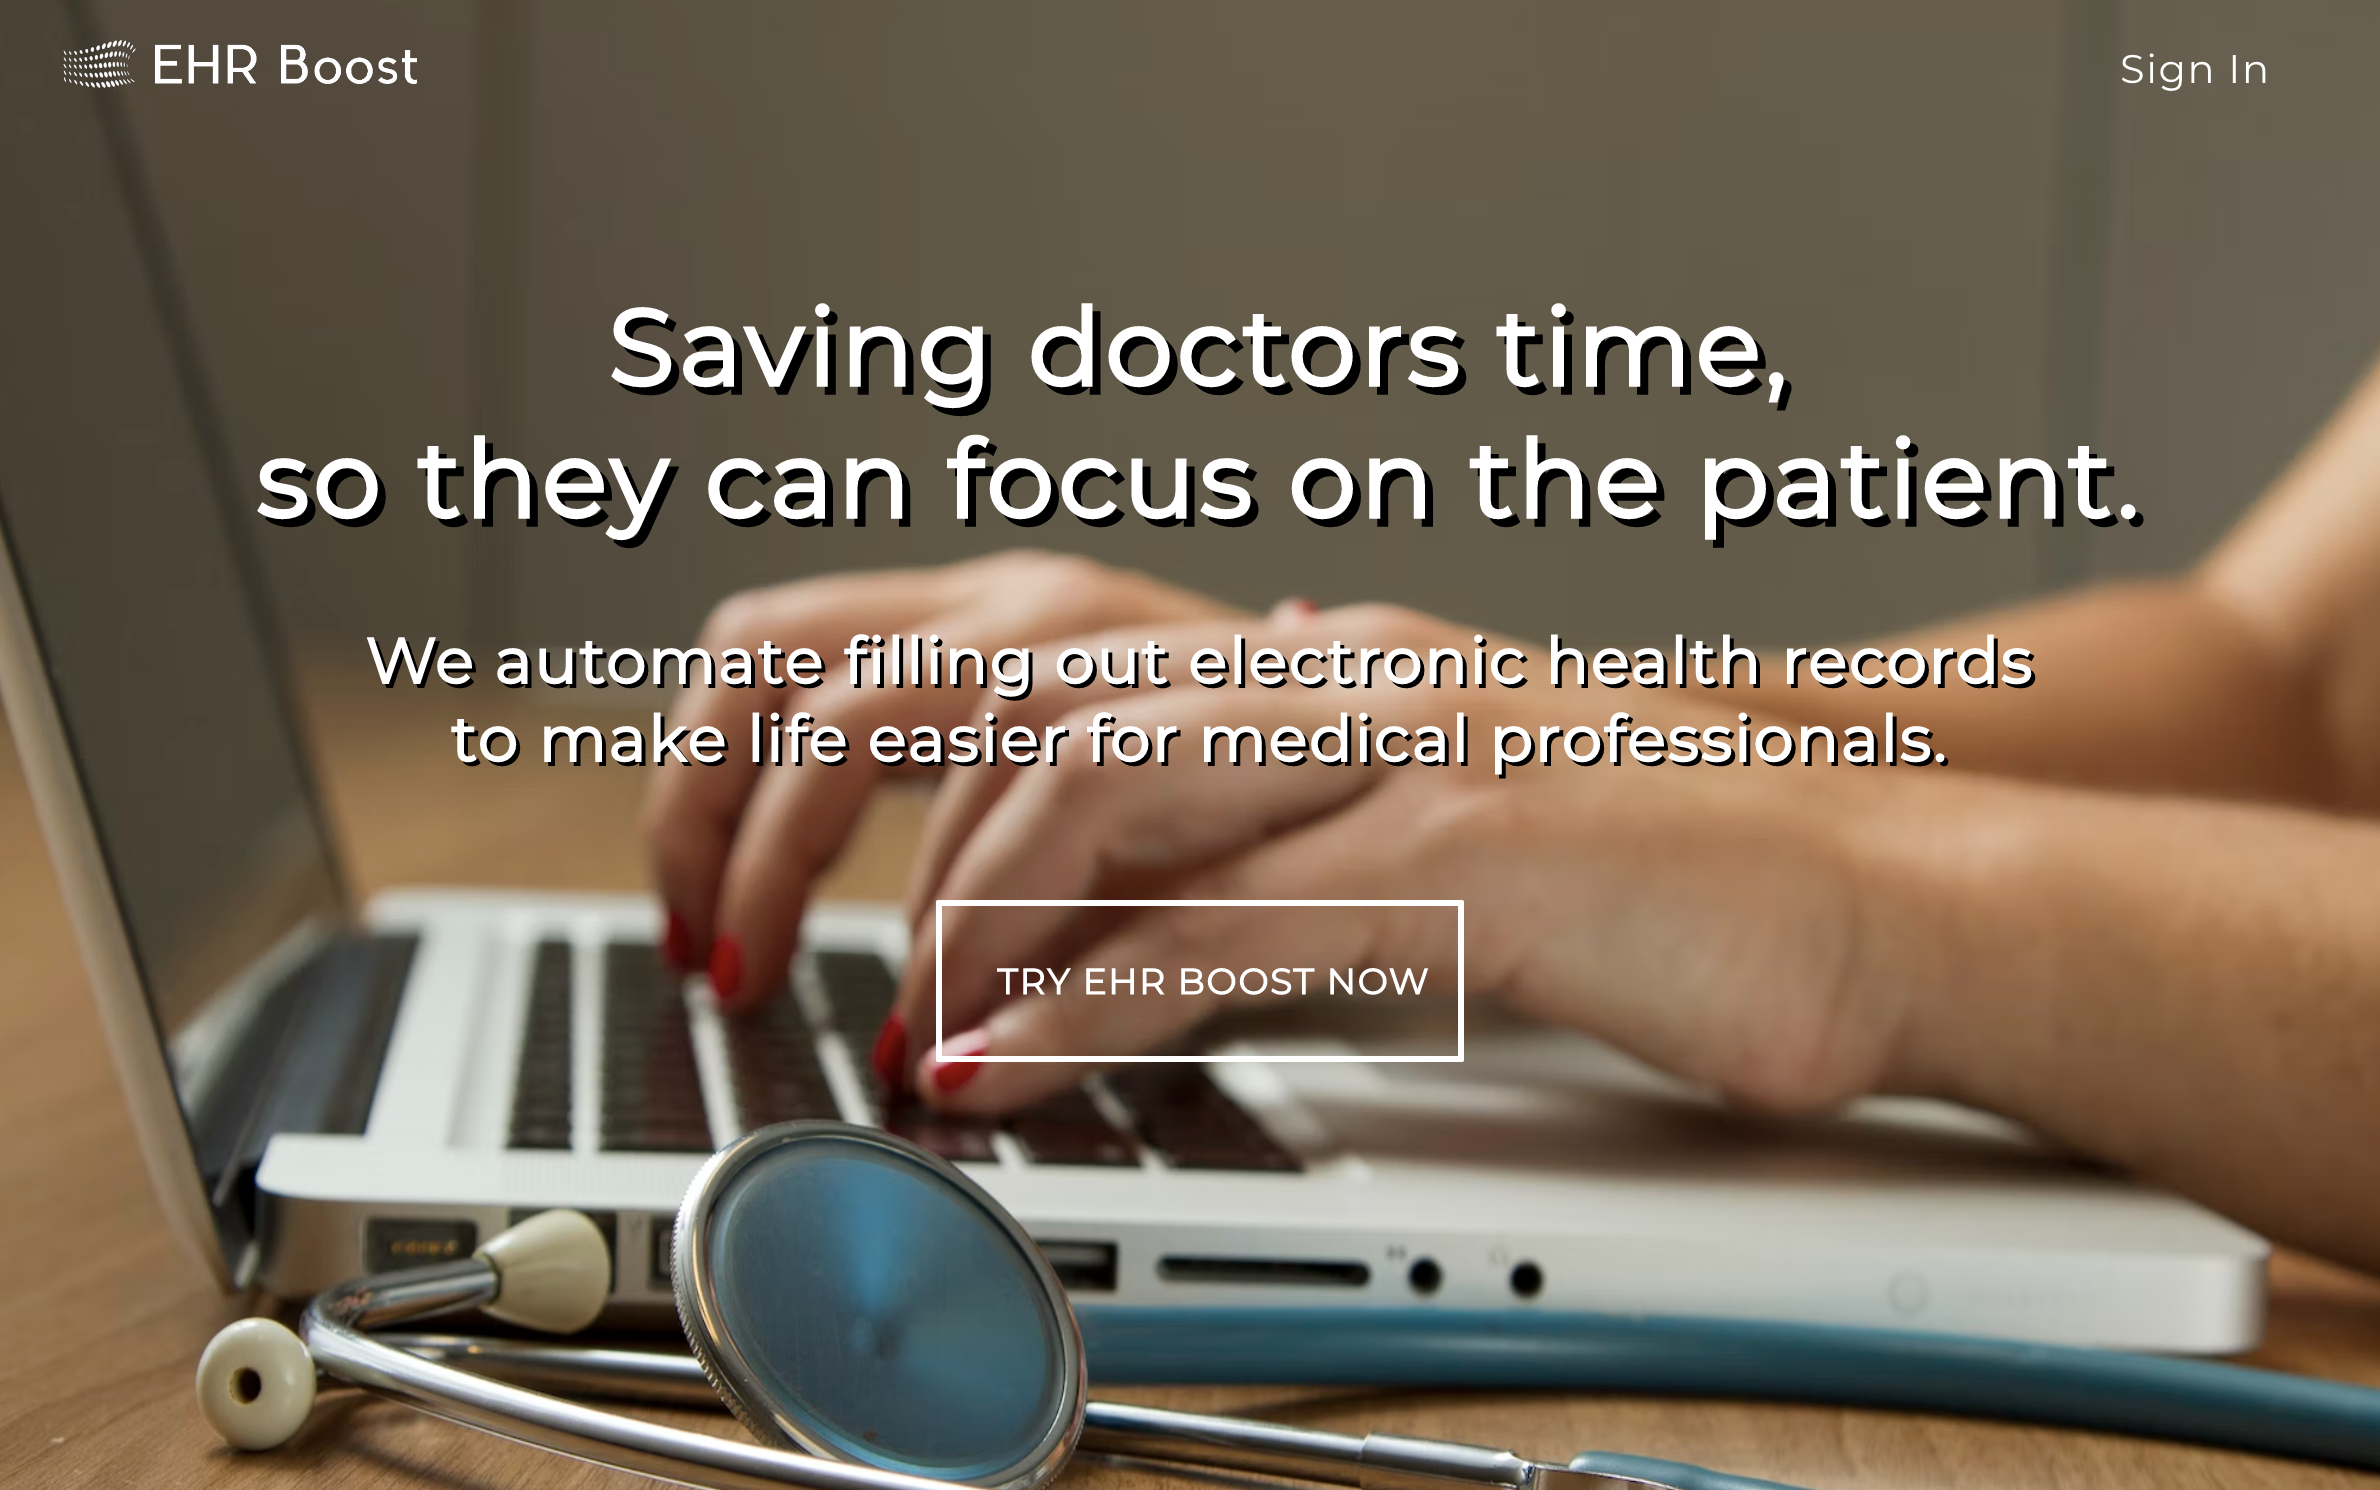 EHR Boost
Sign In
Saving doctors time,
so they can focus on the patient.
We automate filling out electronic health records
to make life easier for medical professionals.
TRY EHR BOOST NOW